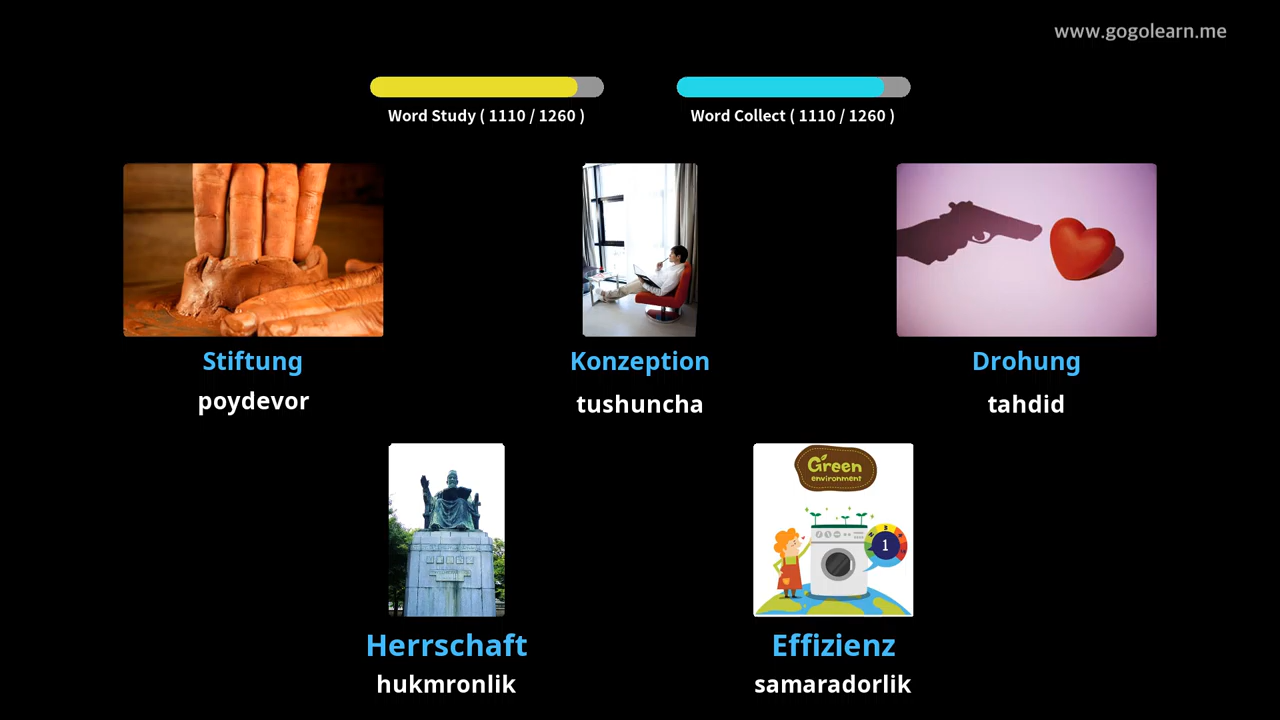 www.gogolearn.me
Word Study ( 1110 / 1260 )
Word Collect ( 1110 / 1260 )
Stiftung
Konzeption
Drohung
poydevor
tushuncha
tahdid
Green
environment
1
Herrschaft
Effizienz
hukmronlik
samaradorlik